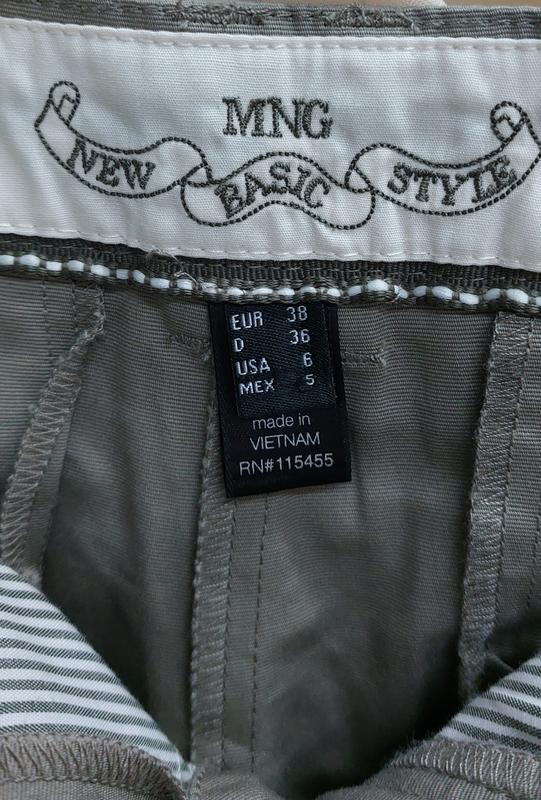 MNG
NEW BASIC STYLE
EUR 38
D 36
USA 6
MEX 5
made in
VIETNAM
RN#115455